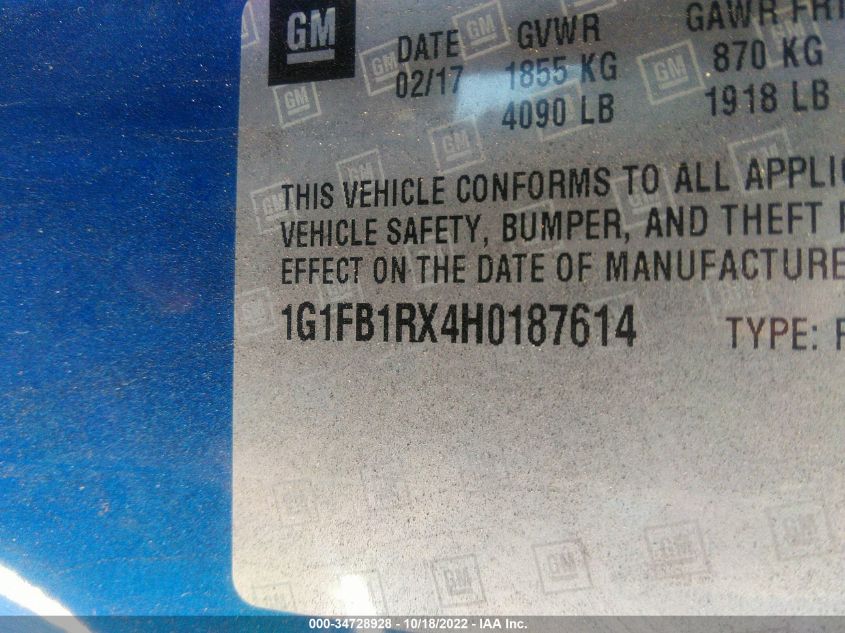 GM
DATE GVWR GAWR FRT
02/17 1855 KG 870 KG
4090 LB 1918 LB
THIS VEHICLE CONFORMS TO ALL APPLIC
VEHICLE SAFETY, BUMPER, AND THEFT P
EFFECT ON THE DATE OF MANUFACTURE
1G1FB1RX4H0187614 TYPE: P
000-34728928 - 10/18/2022 - IAA Inc.